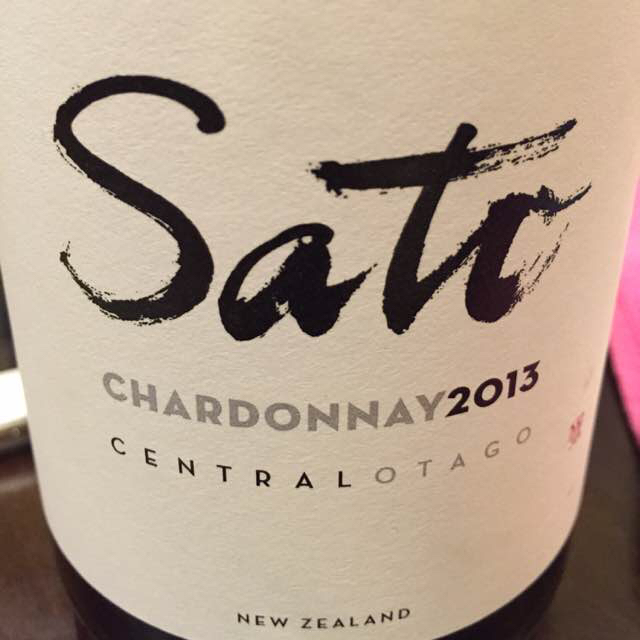 Sato
CHARDONNAY2013
CENTRALOTAGO
NEW ZEALAND